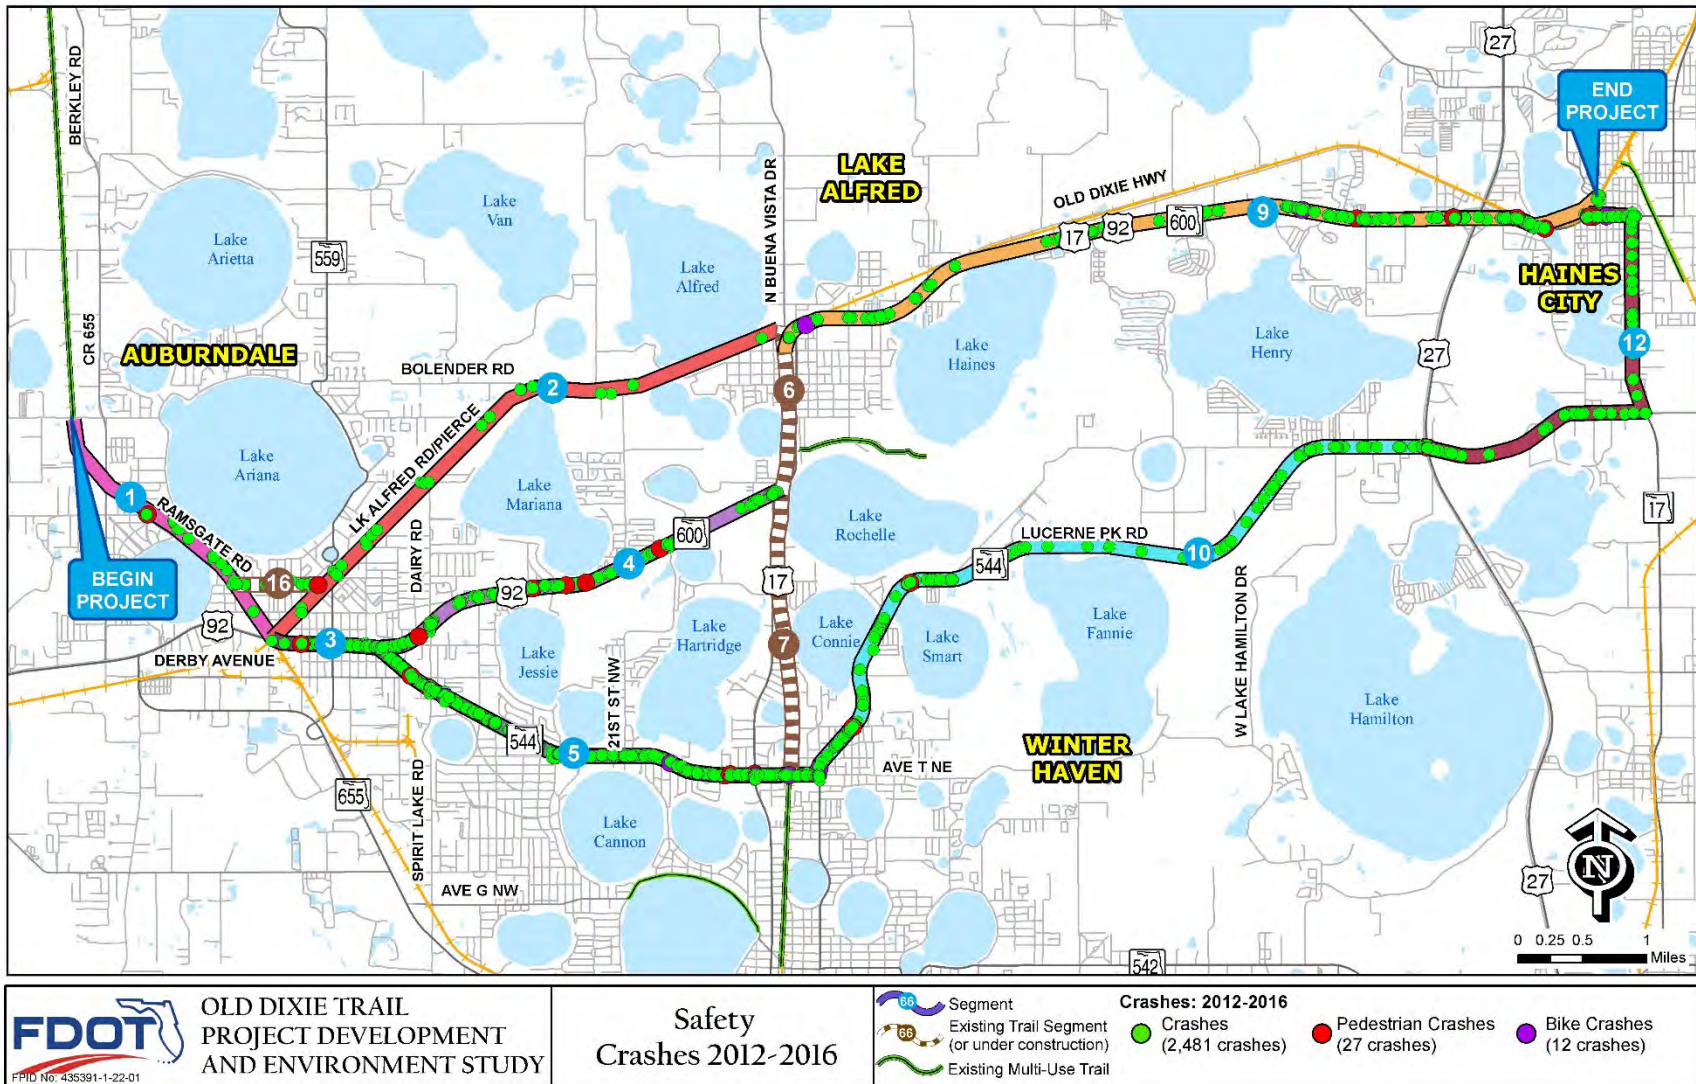 BERKLEY RD
27
END
PROJECT
LAKE
ALFRED
OLD DIXIE HWY
N BUENA VISTA DR
Lake
Van
Lake
Arietta
559
Lake
Alfred
17
92
600
9
HAINES
CITY
CR 655
AUBURNDALE
BOLENDER RD
2
6
Lake
Haines
Lake
Henry
27
12
LK ALFRED RD/PIERCE
Lake
Ariana
1
RAMSGATE RD
Lake
Mariana
DAIRY RD
600
4
Lake
Rochelle
LUCERNE PK RD
10
544
17
BEGIN
PROJECT
16
92
17
92
3
DERBY AVENUE
Lake
Jessie
Lake
Hartridge
7
Lake
Connie
Lake
Smart
Lake
Fannie
W LAKE HAMILTON DR
Lake
Hamilton
21ST ST NW
544
5
WINTER
HAVEN
AVE T NE
655
SPIRIT LAKE RD
Lake
Cannon
AVE G NW
27
N
542
0 0.25 0.5 1
Miles
FDOT
FPID No: 435391-1-22-01
OLD DIXIE TRAIL
PROJECT DEVELOPMENT
AND ENVIRONMENT STUDY
Safety
Crashes 2012-2016
66 Segment
66 Existing Trail Segment
(or under construction)
Existing Multi-Use Trail
Crashes: 2012-2016
Crashes
(2,481 crashes)
Pedestrian Crashes
(27 crashes)
Bike Crashes
(12 crashes)